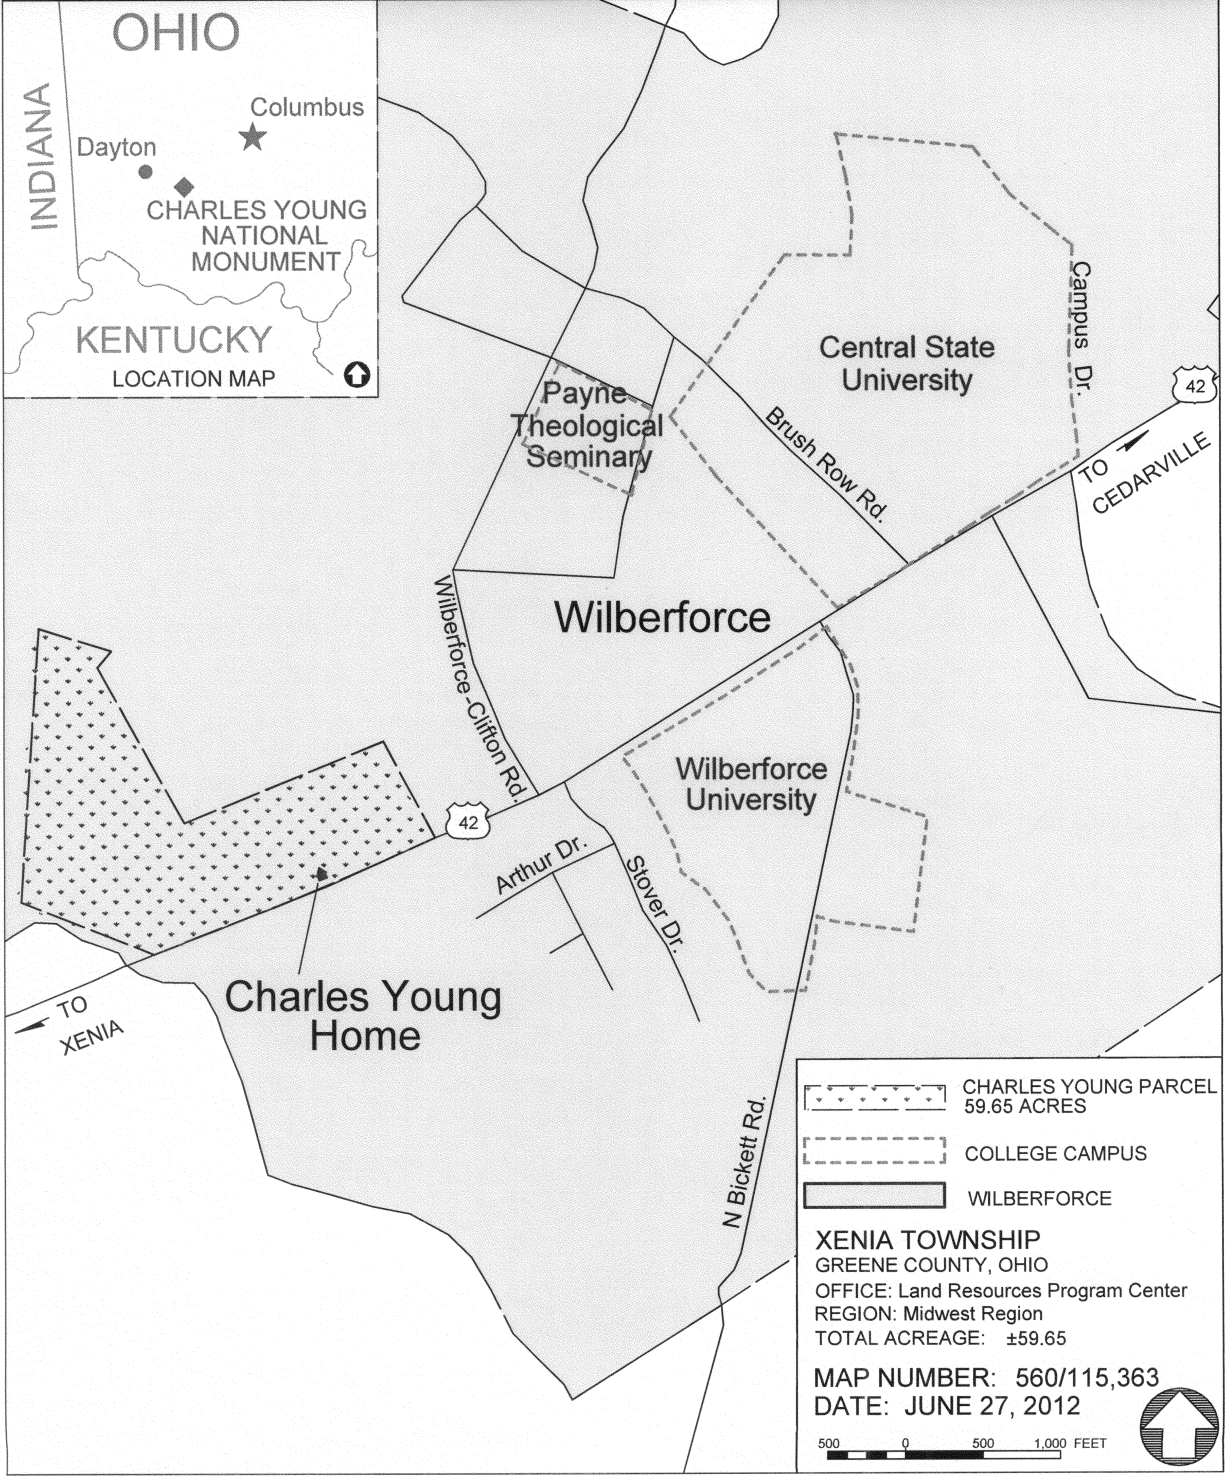 OHIO
INDIANA
Columbus
Dayton
CHARLES YOUNG
NATIONAL
MONUMENT
KENTUCKY
LOCATION MAP
Central State
University
Campus Dr.
42
Payne
Theological
Seminary
Brush Row Rd.
TO
CEDARVILLE
Wilberforce
Wilberforce-Clifton Rd.
Wilberforce
University
42
Arthur Dr.
Stover Dr.
Charles Young
Home
TO
XENIA
N Bickett Rd.
CHARLES YOUNG PARCEL
59.65 ACRES
COLLEGE CAMPUS
WILBERFORCE
XENIA TOWNSHIP
GREENE COUNTY, OHIO
OFFICE: Land Resources Program Center
REGION: Midwest Region
TOTAL ACREAGE: ±59.65
MAP NUMBER: 560/115,363
DATE: JUNE 27, 2012
500 0 500 1,000 FEET